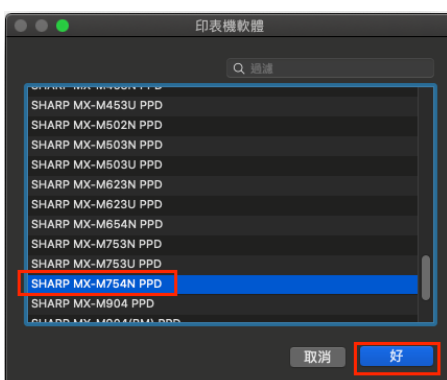 印表機軟體
過濾
SHARP MX-M453U PPD
SHARP MX-M502N PPD
SHARP MX-M503N PPD
SHARP MX-M503U PPD
SHARP MX-M623N PPD
SHARP MX-M623U PPD
SHARP MX-M654N PPD
SHARP MX-M753N PPD
SHARP MX-M753U PPD
SHARP MX-M754N PPD
SHARP MX-M904 PPD
取消 好